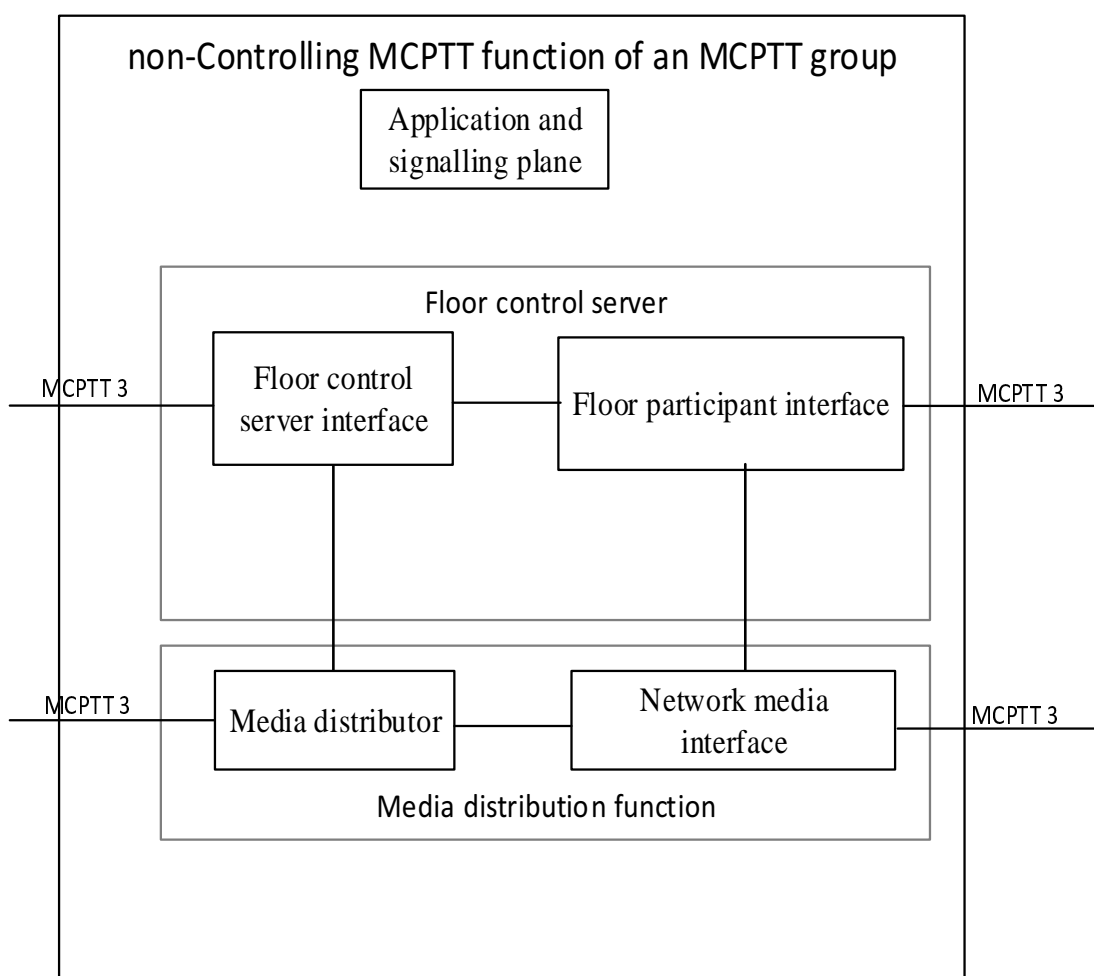 non-Controlling MCPTT function of an MCPTT group
Application and
signalling plane
Floor control server
MCPTT 3
Floor control
server interface
Floor participant interface
MCPTT 3
MCPTT 3
Media distributor
Network media
interface
MCPTT 3
Media distribution function